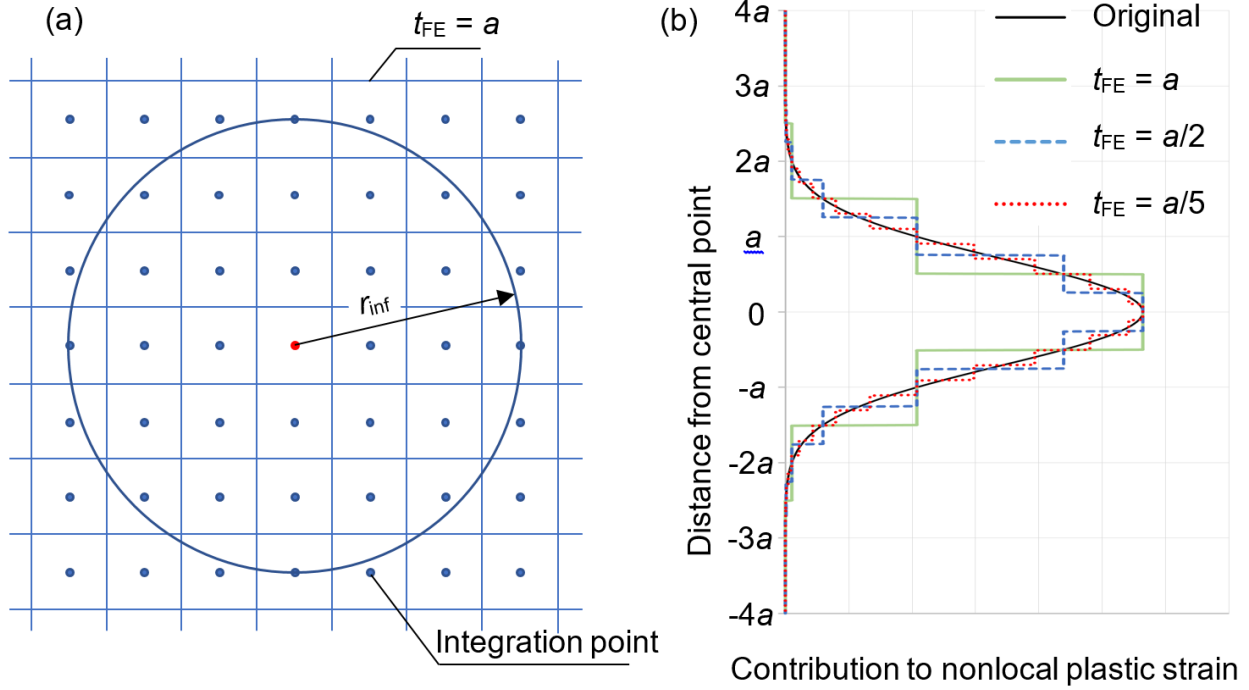 (a)
t_FE = a
r_inf
Integration point
(b)
4a
3a
2a
a
0
-a
-2a
-3a
-4a
Distance from central point
Original
t_FE = a
t_FE = a/2
t_FE = a/5
Contribution to nonlocal plastic strain